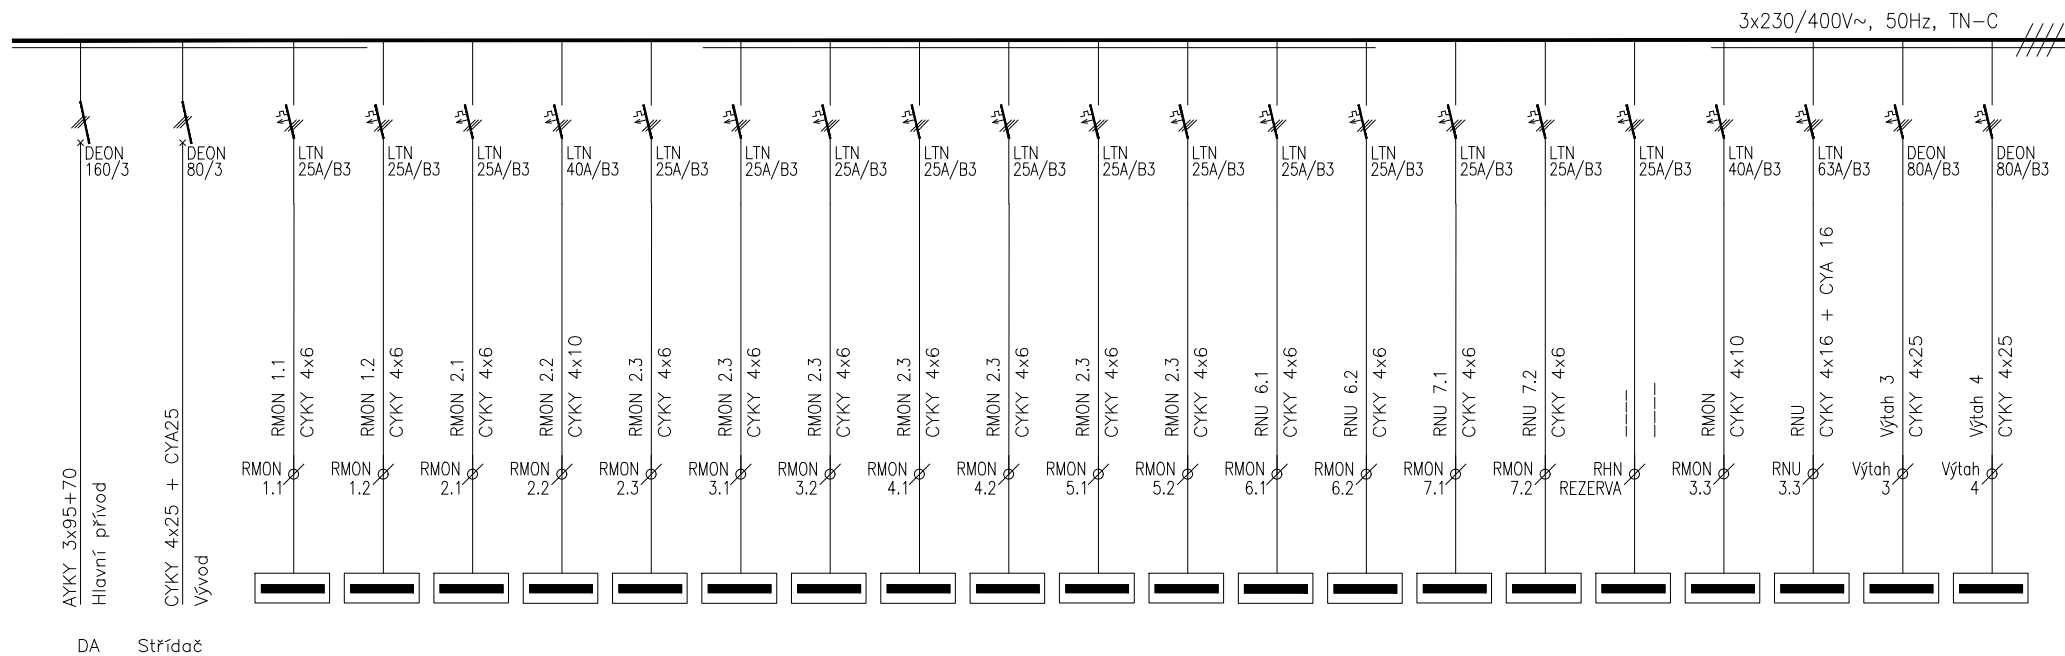 3x230/400V~, 50Hz, TN-C
DEON
160/3
DEON
80/3
LTN
25A/B3
LTN
25A/B3
LTN
25A/B3
LTN
40A/B3
LTN
25A/B3
LTN
25A/B3
LTN
25A/B3
LTN
25A/B3
LTN
25A/B3
LTN
25A/B3
LTN
25A/B3
LTN
25A/B3
LTN
25A/B3
LTN
25A/B3
LTN
25A/B3
LTN
25A/B3
LTN
40A/B3
LTN
63A/B3
DEON
80A/B3
DEON
80A/B3
AYKY 3x95+70
Hlavní přívod
CYKY 4x25 + CYA25
Vývod
RMON 1.1
CYKY 4x6
RMON 1.2
CYKY 4x6
RMON 2.1
CYKY 4x6
RMON 2.2
CYKY 4x10
RMON 2.3
CYKY 4x6
RMON 2.3
CYKY 4x6
RMON 2.3
CYKY 4x6
RMON 2.3
CYKY 4x6
RMON 2.3
CYKY 4x6
RMON 2.3
CYKY 4x6
RMON 2.3
CYKY 4x6
RNU 6.1
CYKY 4x6
RNU 6.2
CYKY 4x6
RNU 7.1
CYKY 4x6
RNU 7.2
CYKY 4x6
RMON
CYKY 4x10
RNU
CYKY 4x16 + CYA 16
Výtah 3
CYKY 4x25
Výtah 4
CYKY 4x25
RMON
1.1
RMON
1.2
RMON
2.1
RMON
2.2
RMON
2.3
RMON
3.1
RMON
3.2
RMON
4.1
RMON
4.2
RMON
5.1
RMON
5.2
RMON
6.1
RMON
6.2
RMON
7.1
RMON
7.2
RHN
REZERVA
RMON
3.3
RNU
3.3
Výtah
3
Výtah
4
DA
Střídač